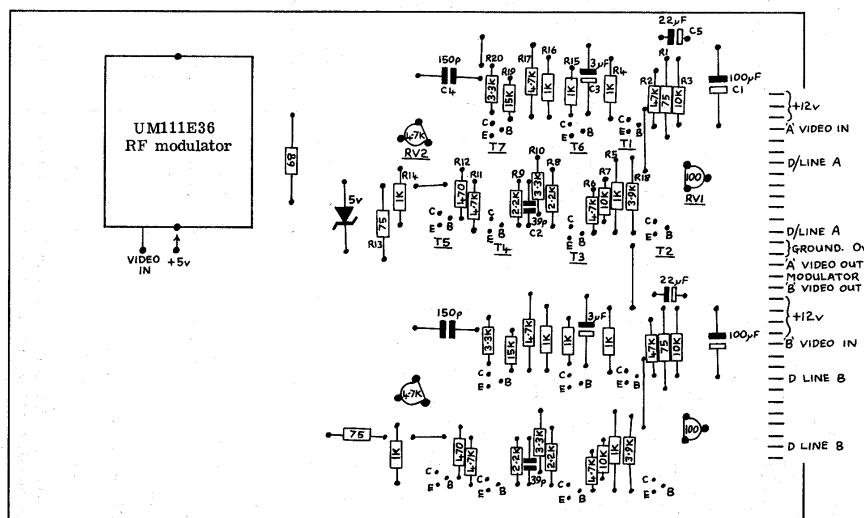 22µF
C5
150p
C4
R20
3.3K
R19
15K
R17
4.7K
R16
1K
R15
1K
3µF
C3
R4
1K
R2
4.7K
R1
75
R3
10K
100µF
C1
+12v
'A' VIDEO IN
UM111E36
RF modulator
68
4.7K
RV2
C
E
B
T7
C
E
B
T6
C
E
B
T1
D/LINE A
R14
1K
R12
470
R11
4.7K
R9
2.2K
R10
3.3K
R8
2.2K
39p
C2
R6
4.7K
R7
10K
R5
1K
R18
3.9K
100
RV1
5v
75
R13
C
E
B
T5
C
E
B
T4
C
E
B
T3
C
E
B
T2
D/LINE A
GROUND. Ov
'A' VIDEO OUT
MODULATOR
'B' VIDEO OUT
VIDEO
IN
+5v
22µF
150p
3.3K
15K
4.7K
1K
1K
3µF
1K
4.7K
75
10K
100µF
+12v
'B' VIDEO IN
C
E
B
C
E
B
C
E
B
D LINE B
4.7K
75
1K
470
4.7K
2.2K
3.3K
2.2K
39p
4.7K
10K
1K
3.9K
100
D LINE B
C
E
B
C
E
B
C
E
B
C
E
B